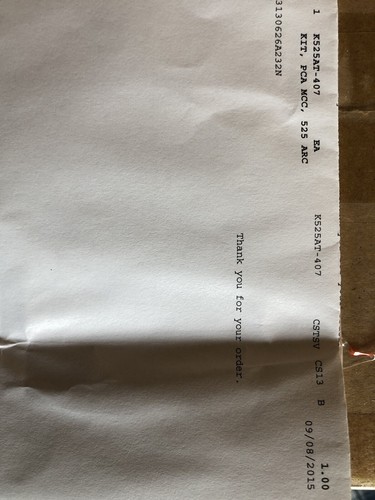 1 K525AT-407 EA K525AT-407 CSTSV CS13 B 1.00
KIT, PCA MCC, 525 ARC 09/08/2015
3130626A232N
Thank you for your order.